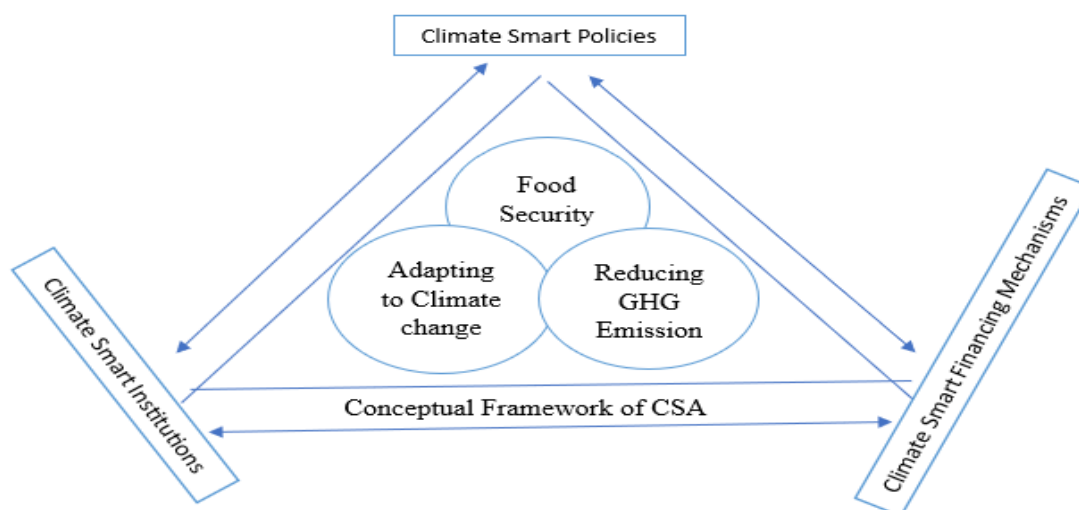 Climate Smart Policies
Food
Security
Adapting
to Climate
change
Reducing
GHG
Emission
Climate Smart Institutions
Climate Smart Financing Mechanisms
Conceptual Framework of CSA